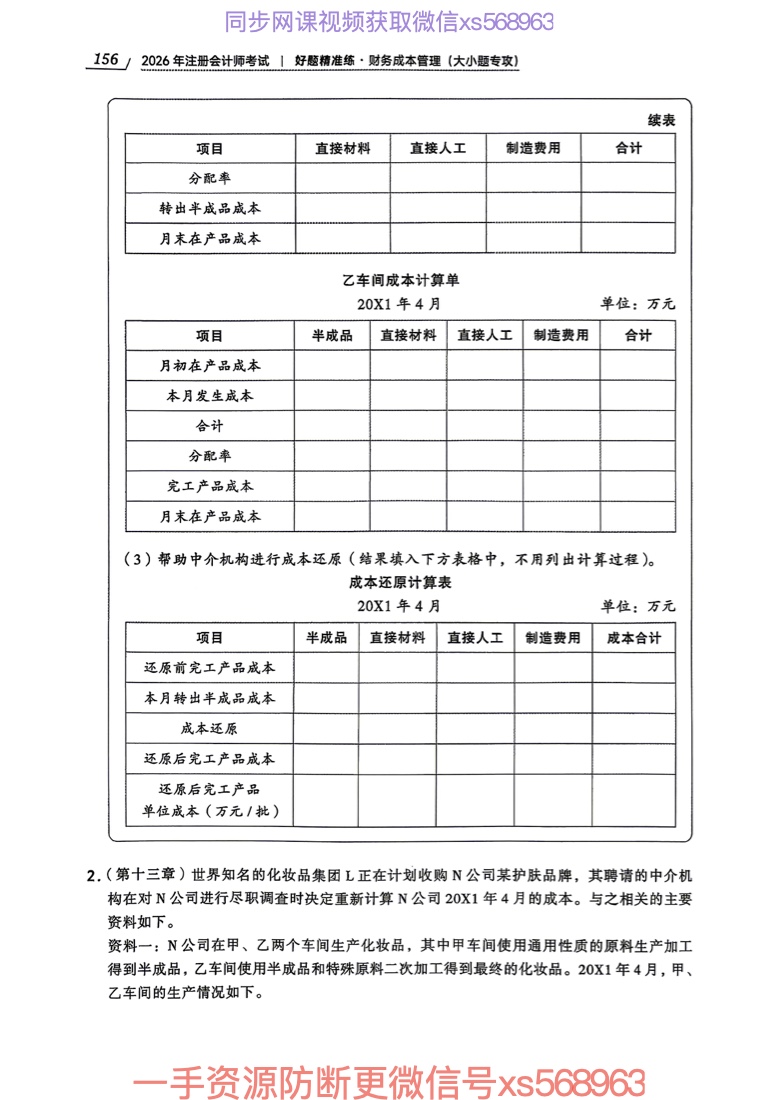 同步网课视频获取微信xs568963
156 2026年注册会计师考试 | 好题精准练·财务成本管理（大小题专攻）
续表
项目 直接材料 直接人工 制造费用 合计
分配率
转出半成品成本
月末在产品成本
乙车间成本计算单
20X1年4月 单位：万元
项目 半成品 直接材料 直接人工 制造费用 合计
月初在产品成本
本月发生成本
合计
分配率
完工产品成本
月末在产品成本
（3）帮助中介机构进行成本还原（结果填入下方表格中，不用列出计算过程）。
成本还原计算表
20X1年4月 单位：万元
项目 半成品 直接材料 直接人工 制造费用 成本合计
还原前完工产品成本
本月转出半成品成本
成本还原
还原后完工产品成本
还原后完工产品
单位成本（万元/批）
2.（第十三章）世界知名的化妆品集团L正在计划收购N公司某护肤品牌，其聘请的中介机
构在对N公司进行尽职调查时决定重新计算N公司20X1年4月的成本。与之相关的主要
资料如下。
资料一：N公司在甲、乙两个车间生产化妆品，其中甲车间使用通用性质的原料生产加工
得到半成品，乙车间使用半成品和特殊原料二次加工得到最终的化妆品。20X1年4月，甲、
乙车间的生产情况如下。
一手资源防断更微信号xs568963